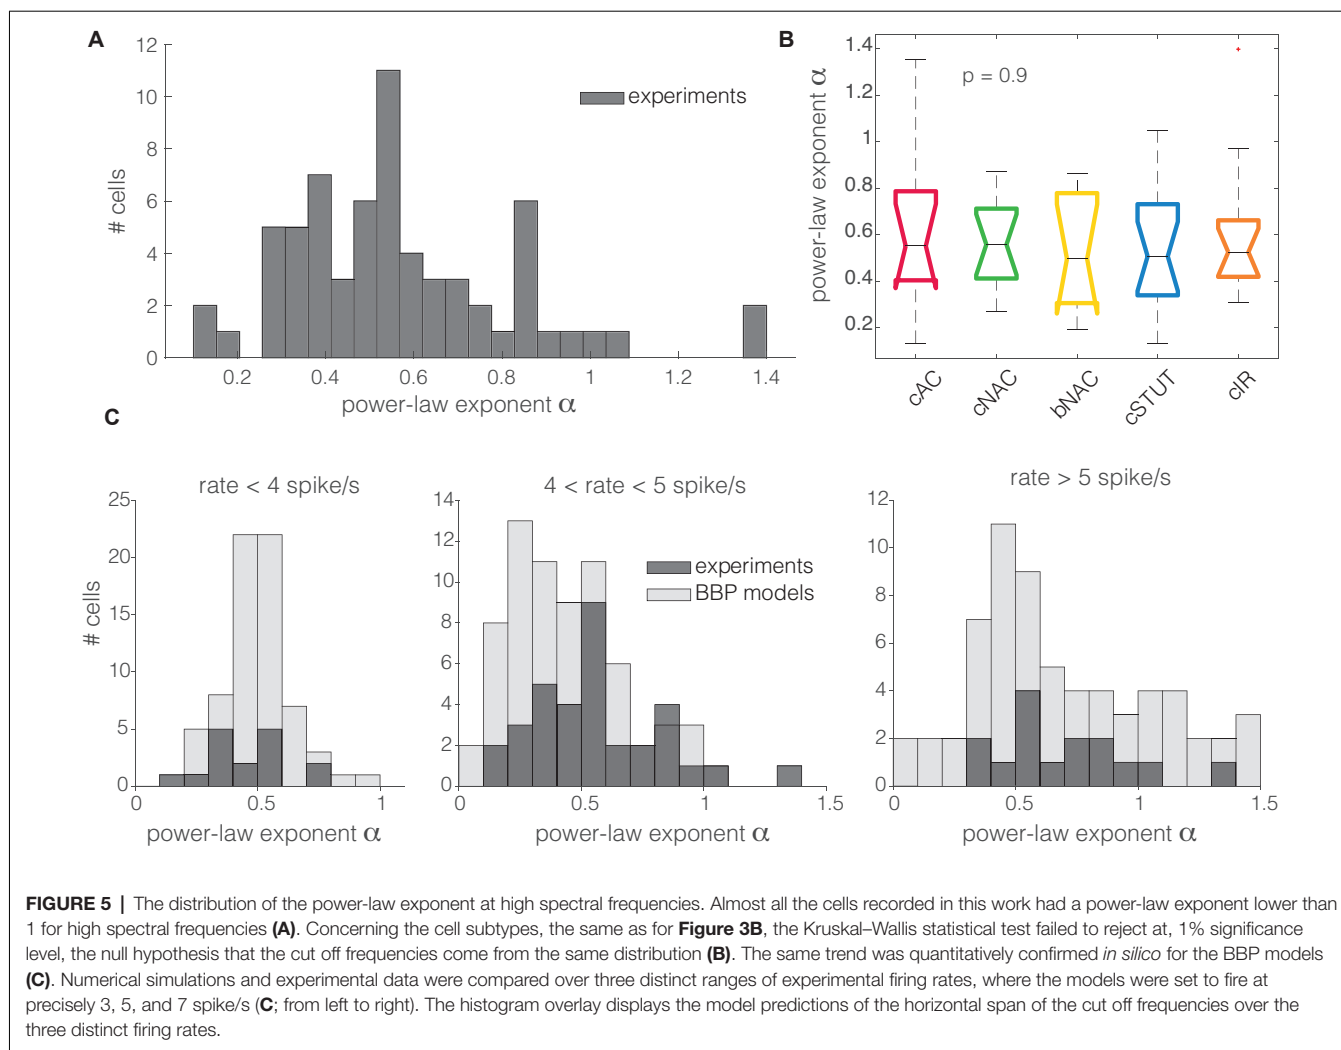 A
12
10
8
6
4
2
0
# cells
experiments
0.2 0.4 0.6 0.8 1 1.2 1.4
power-law exponent α
B
1.4
1.2
1
0.8
0.6
0.4
0.2
power-law exponent α
p = 0.9
cAC cNAC bNAC cSTUT cIR
C
rate < 4 spike/s
25
20
15
10
5
0
# cells
0 0.5 1
power-law exponent α
4 < rate < 5 spike/s
14
12
10
8
6
4
2
0
experiments
BBP models
0 0.5 1 1.5
power-law exponent α
rate > 5 spike/s
12
10
8
6
4
2
0
0 0.5 1 1.5
power-law exponent α
FIGURE 5 | The distribution of the power-law exponent at high spectral frequencies. Almost all the cells recorded in this work had a power-law exponent lower than
1 for high spectral frequencies (A). Concerning the cell subtypes, the same as for Figure 3B, the Kruskal–Wallis statistical test failed to reject at, 1% significance
level, the null hypothesis that the cut off frequencies come from the same distribution (B). The same trend was quantitatively confirmed in silico for the BBP models
(C). Numerical simulations and experimental data were compared over three distinct ranges of experimental firing rates, where the models were set to fire at
precisely 3, 5, and 7 spike/s (C; from left to right). The histogram overlay displays the model predictions of the horizontal span of the cut off frequencies over the
three distinct firing rates.